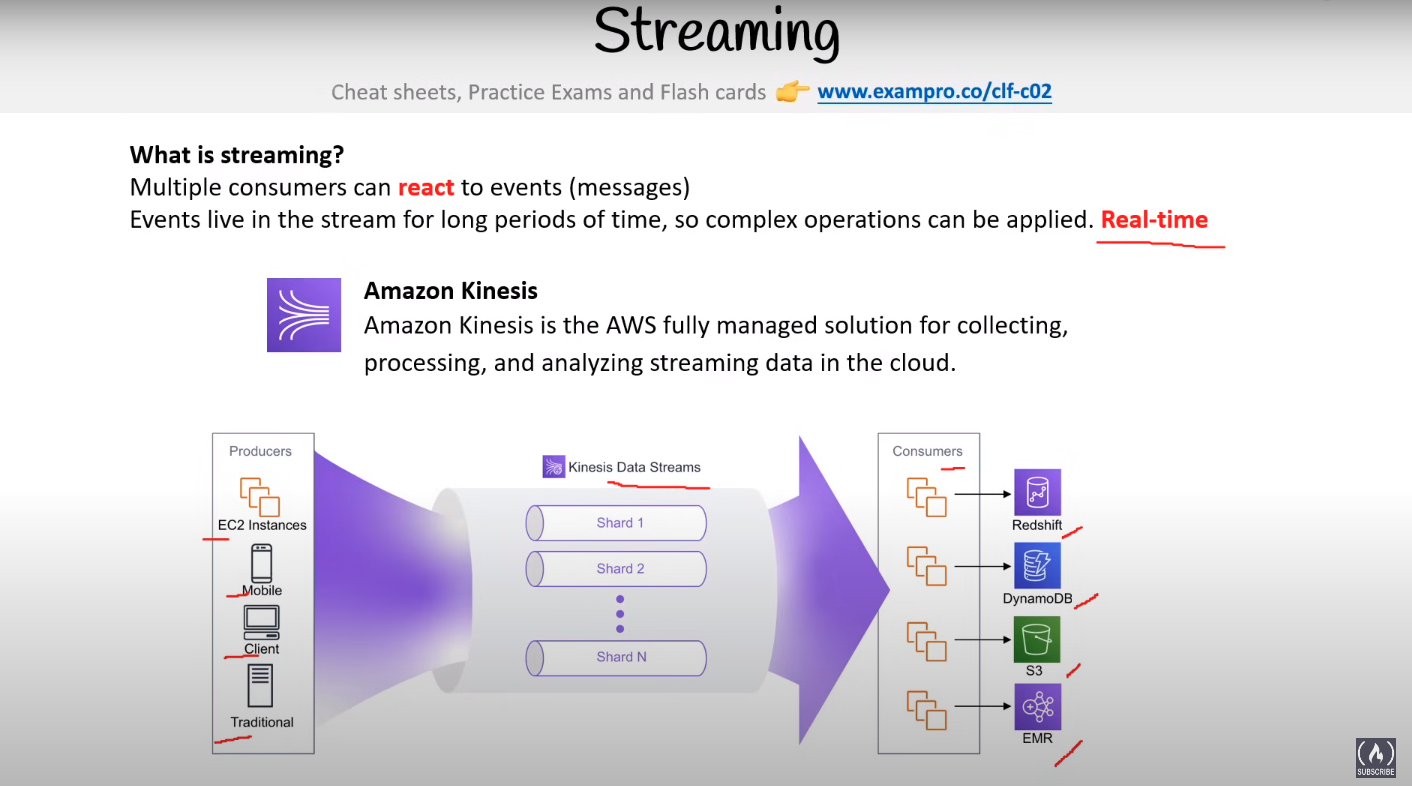 Streaming
Cheat sheets, Practice Exams and Flash cards 👉 www.exampro.co/clf-c02
What is streaming?
Multiple consumers can react to events (messages)
Events live in the stream for long periods of time, so complex operations can be applied. Real-time
Amazon Kinesis
Amazon Kinesis is the AWS fully managed solution for collecting,
processing, and analyzing streaming data in the cloud.
Producers
EC2 Instances
Mobile
Client
Traditional
Kinesis Data Streams
Shard 1
Shard 2
Shard N
Consumers
Redshift
DynamoDB
S3
EMR
SUBSCRIBE